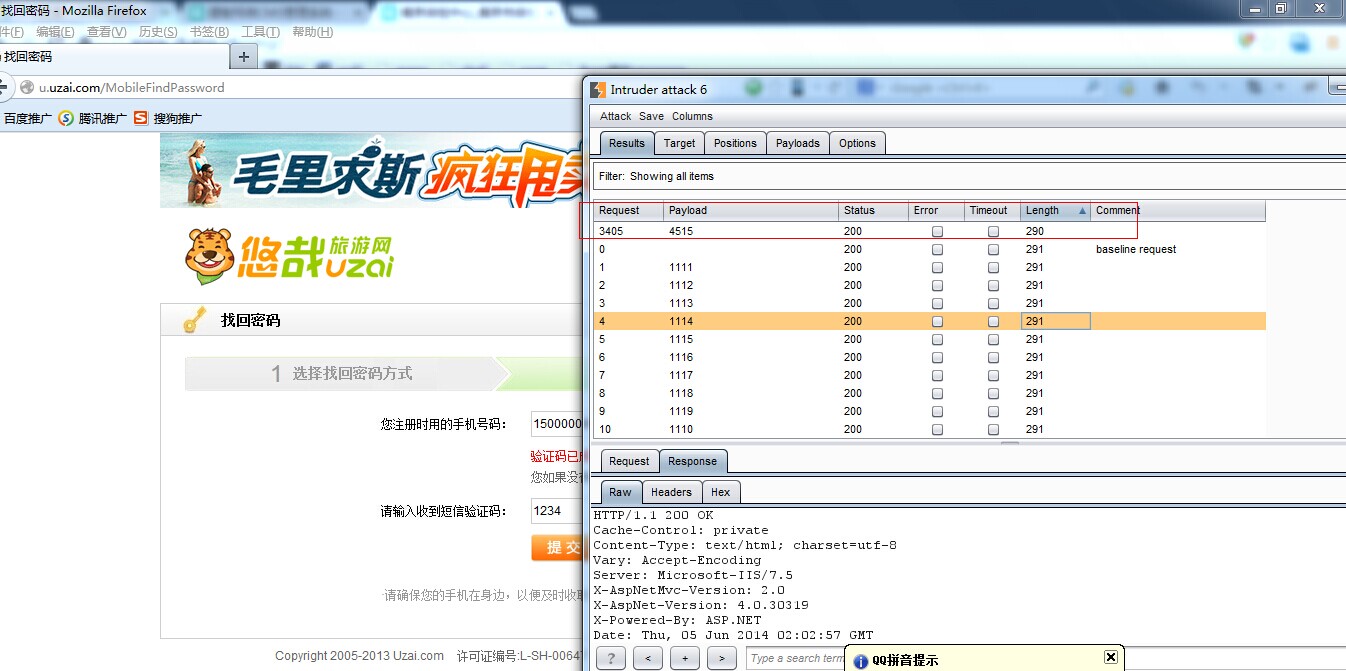 找回密码 - Mozilla Firefox
件(F) 编辑(E) 查看(V) 历史(S) 书签(B) 工具(T) 帮助(H)
找回密码
+
u.uzai.com/MobileFindPassword
百度推广 腾讯推广 搜狗推广
毛里求斯 疯狂甩卖
悠哉旅游网
uzai
找回密码
1 选择找回密码方式
您注册时用的手机号码： 1500000
验证码已
您如果没有
请输入收到短信验证码： 1234
提 交
·请确保您的手机在身边，以便及时收取
Copyright 2005-2013 Uzai.com 许可证编号:L-SH-0064
Intruder attack 6
Attack Save Columns
Results Target Positions Payloads Options
Filter: Showing all items
Request Payload Status Error Timeout Length Comment
3405 4515 200 290
0 200 291 baseline request
1 1111 200 291
2 1112 200 291
3 1113 200 291
4 1114 200 291
5 1115 200 291
6 1116 200 291
7 1117 200 291
8 1118 200 291
9 1119 200 291
10 1110 200 291
Request Response
Raw Headers Hex
HTTP/1.1 200 OK
Cache-Control: private
Content-Type: text/html; charset=utf-8
Vary: Accept-Encoding
Server: Microsoft-IIS/7.5
X-AspNetMvc-Version: 2.0
X-AspNet-Version: 4.0.30319
X-Powered-By: ASP.NET
Date: Thu, 05 Jun 2014 02:02:57 GMT
? < + > Type a search term
QQ拼音提示